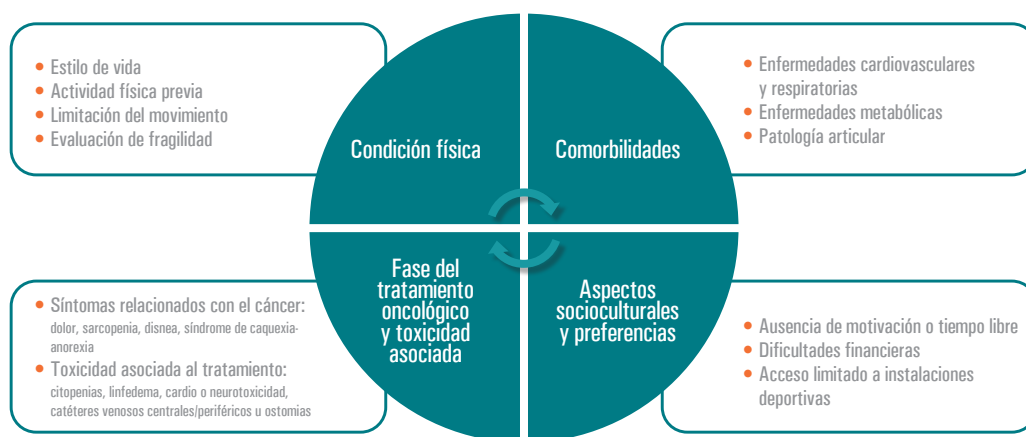 • Estilo de vida
• Actividad física previa
• Limitación del movimiento
• Evaluación de fragilidad
Condición física
Comorbilidades
• Enfermedades cardiovasculares
y respiratorias
• Enfermedades metabólicas
• Patología articular
• Síntomas relacionados con el cáncer:
dolor, sarcopenia, disnea, síndrome de caquexia-
anorexia
• Toxicidad asociada al tratamiento:
citopenias, linfedema, cardio o neurotoxicidad,
catéteres venosos centrales/periféricos u ostomias
Fase del
tratamiento
oncológico
y toxicidad
asociada
Aspectos
socioculturales
y preferencias
• Ausencia de motivación o tiempo libre
• Dificultades financieras
• Acceso limitado a instalaciones
deportivas